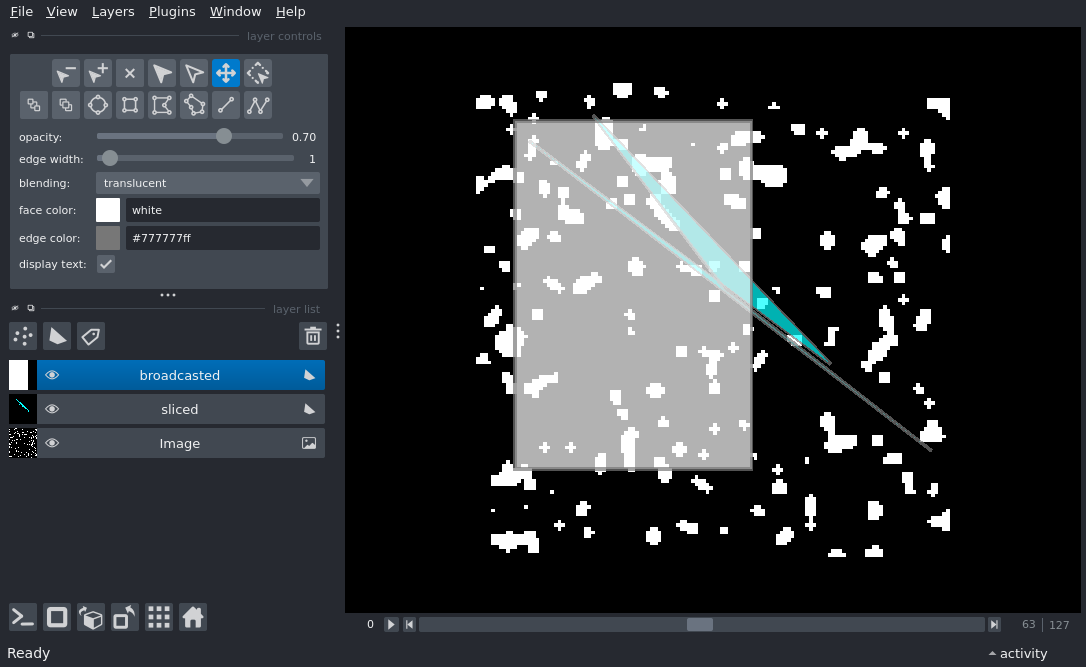 File View Layers Plugins Window Help
layer controls
opacity: 0.70
edge width: 1
blending: translucent
face color: white
edge color: #777777ff
display text:
layer list
broadcasted
sliced
Image
0 63 127
Ready activity